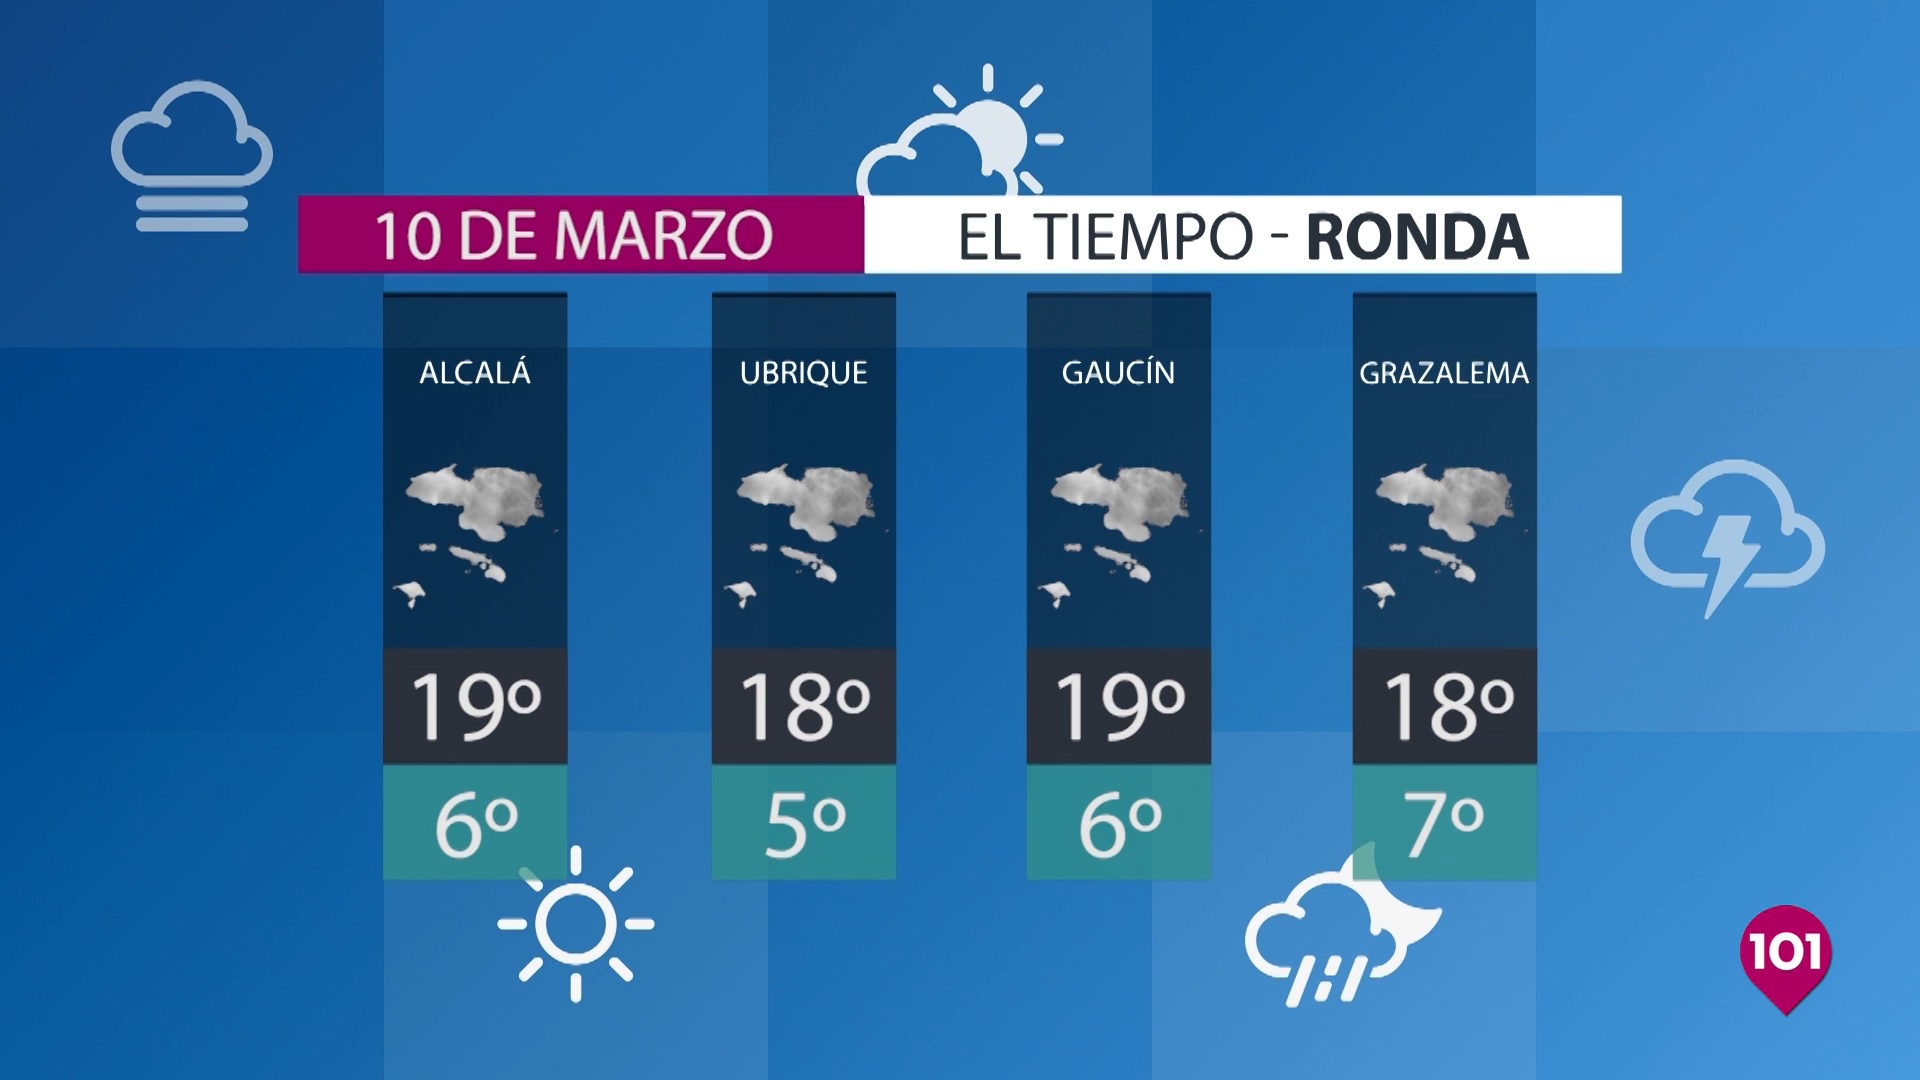 10 DE MARZO
EL TIEMPO - RONDA
ALCALÁ
UBRIQUE
GAUCÍN
GRAZALEMA
19º
18º
19º
18º
6º
5º
6º
7º
101